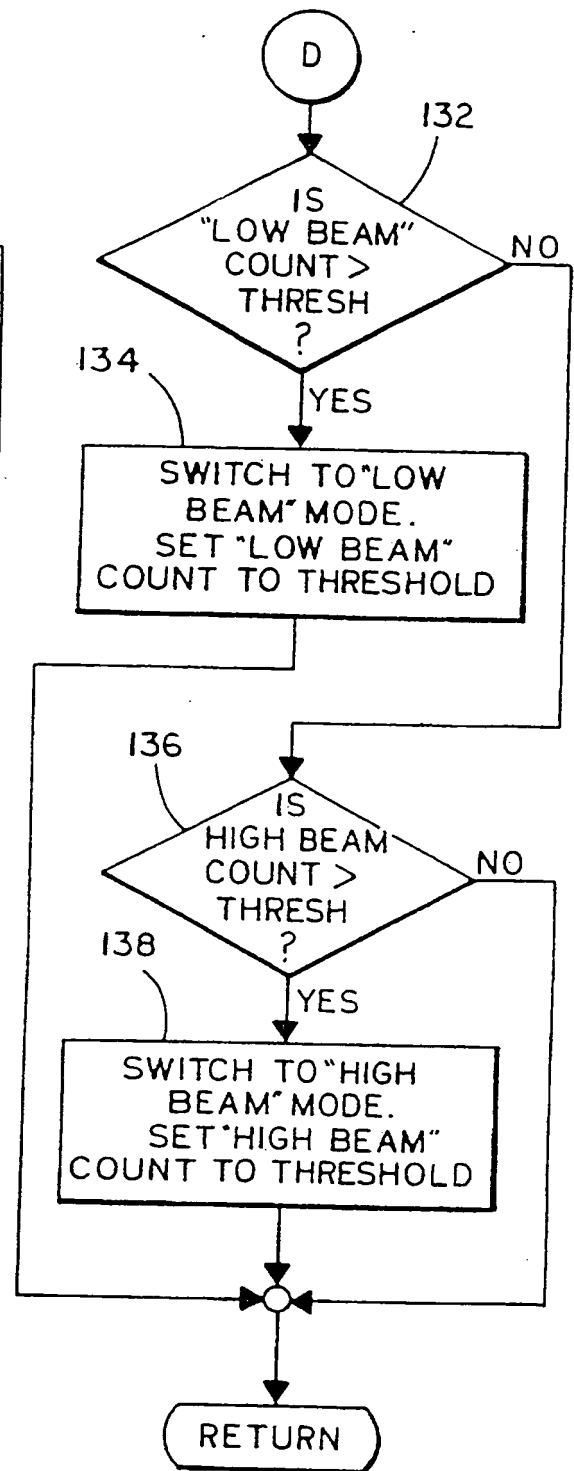 D
132
IS
"LOW BEAM"
COUNT >
THRESH
?
NO
YES
134
SWITCH TO "LOW
BEAM" MODE.
SET "LOW BEAM"
COUNT TO THRESHOLD
136
IS
HIGH BEAM
COUNT >
THRESH
?
NO
YES
138
SWITCH TO "HIGH
BEAM" MODE.
SET "HIGH BEAM"
COUNT TO THRESHOLD
RETURN